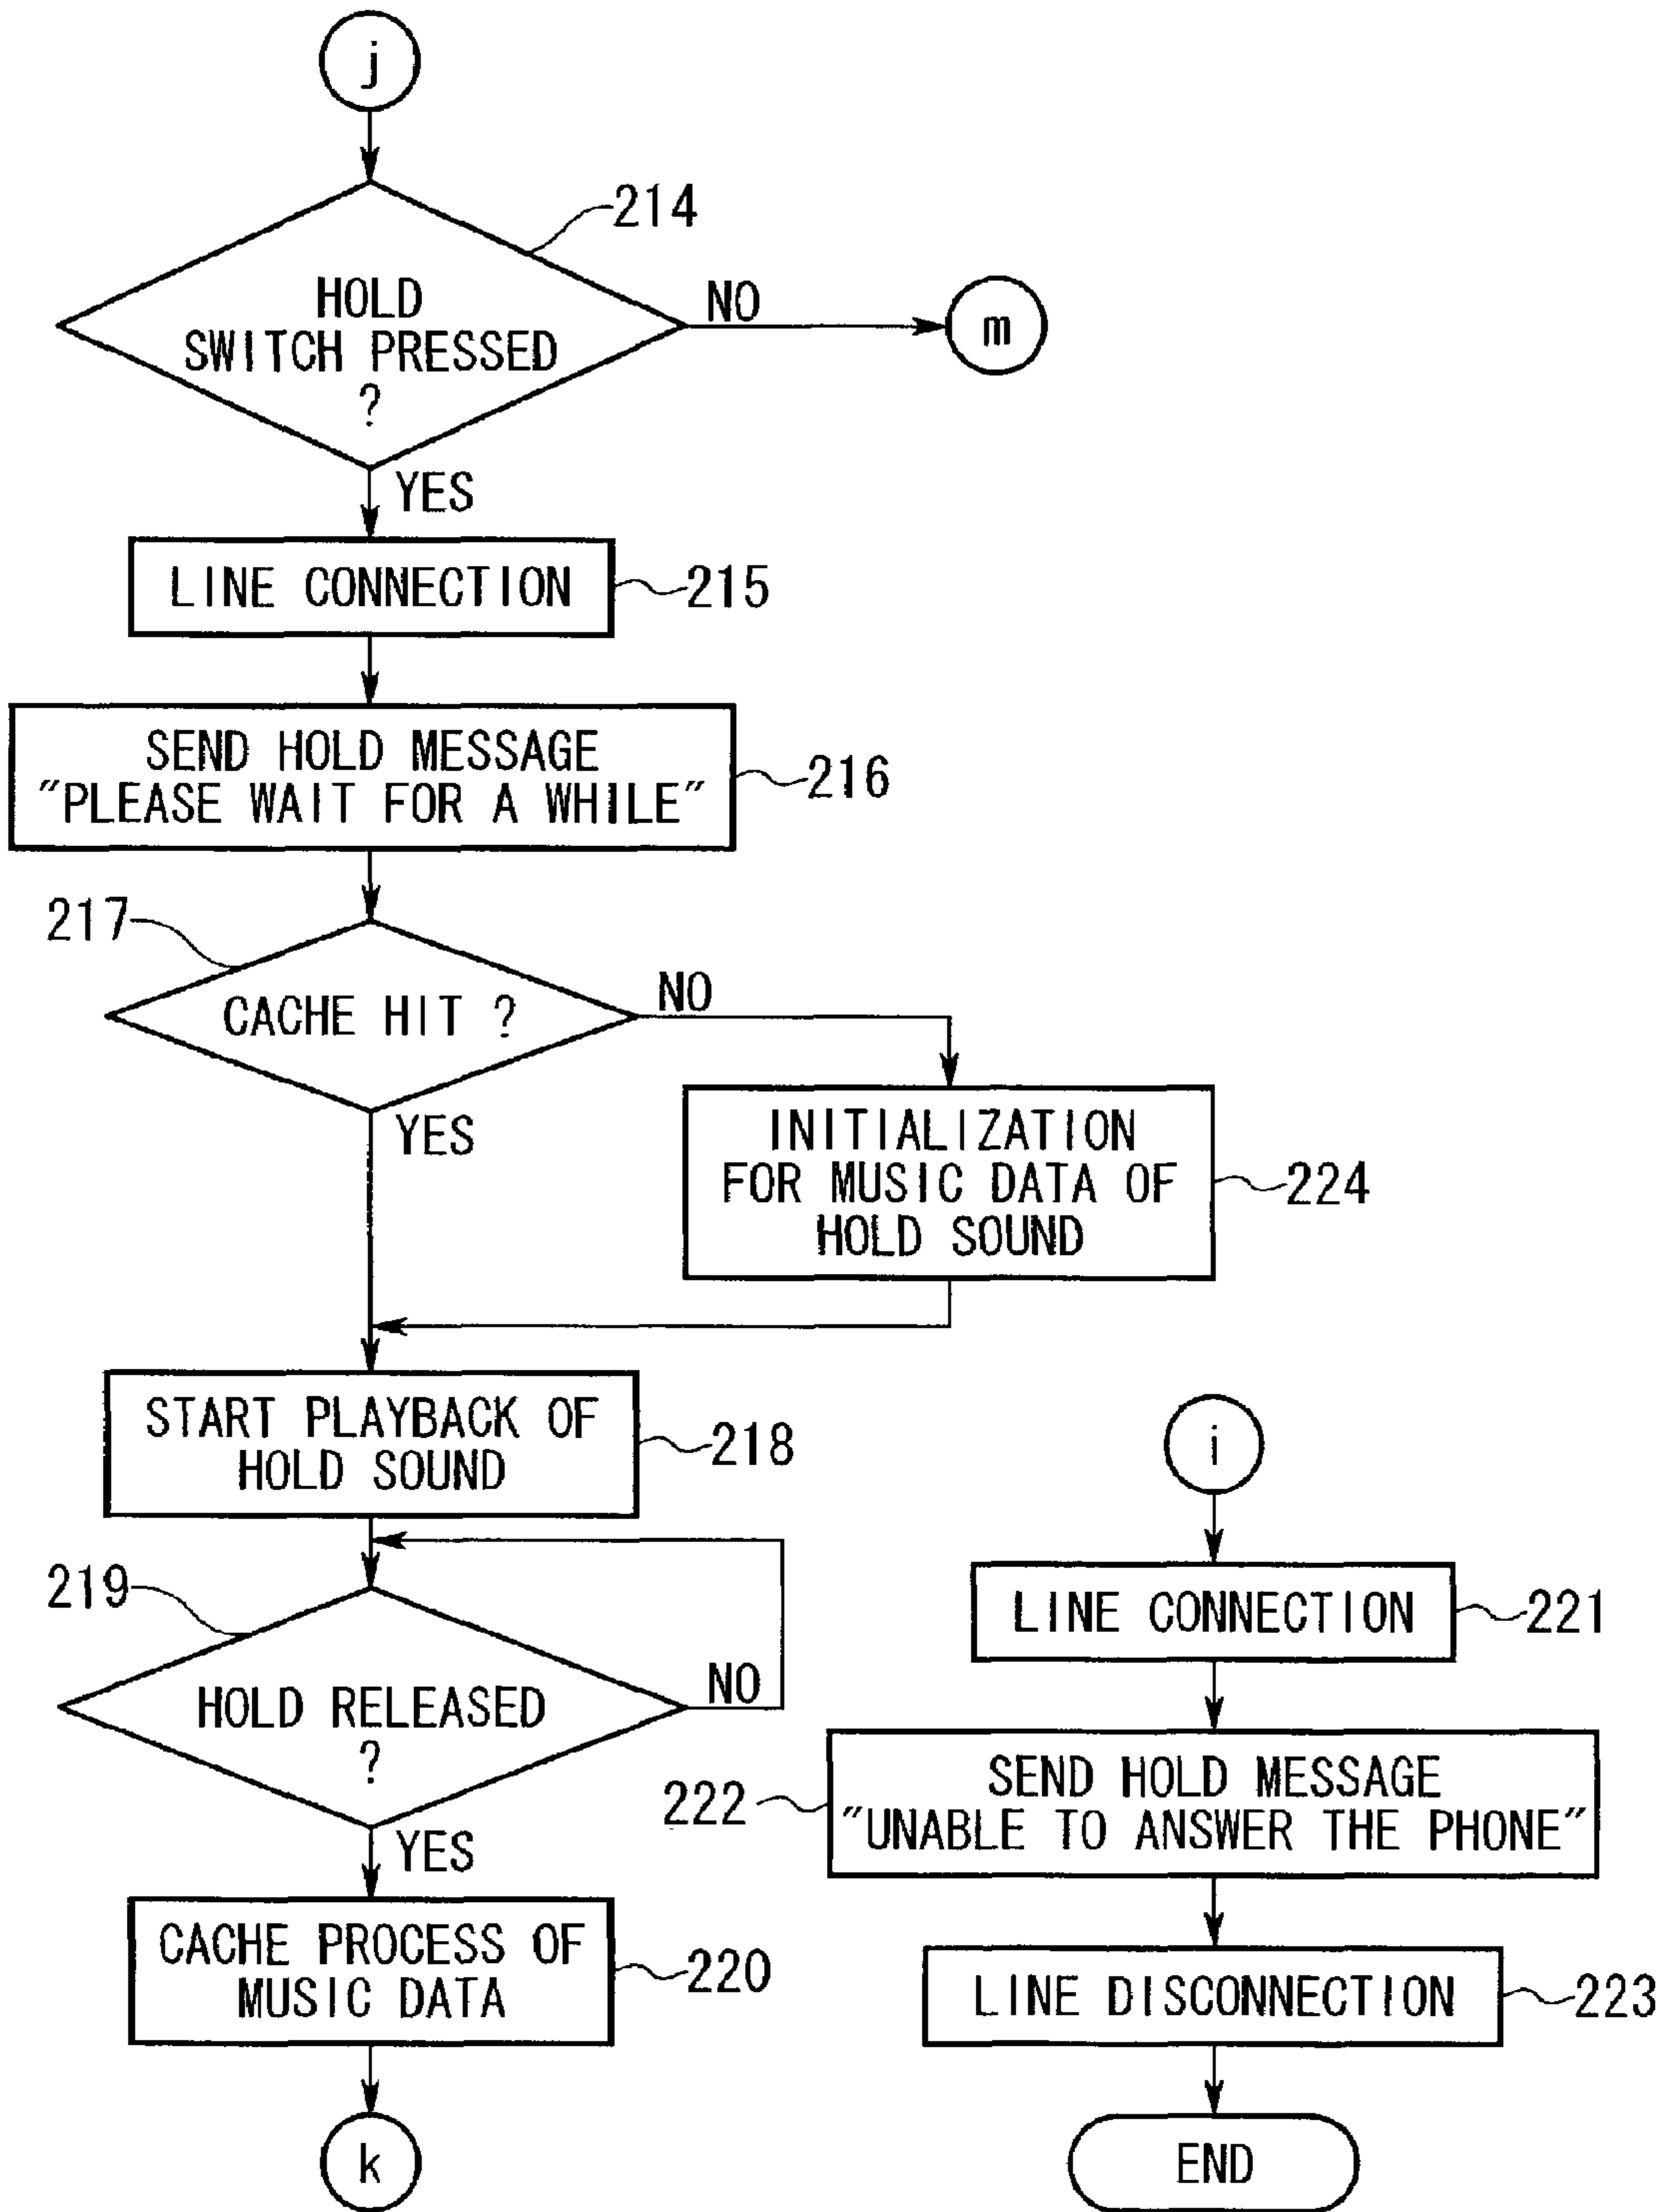 j
214
HOLD
SWITCH PRESSED
?
NO
m
YES
LINE CONNECTION
215
SEND HOLD MESSAGE
"PLEASE WAIT FOR A WHILE"
216
217
CACHE HIT ?
NO
YES
INITIALIZATION
FOR MUSIC DATA OF
HOLD SOUND
224
START PLAYBACK OF
HOLD SOUND
218
219
HOLD RELEASED
?
NO
YES
CACHE PROCESS OF
MUSIC DATA
220
k
i
LINE CONNECTION
221
SEND HOLD MESSAGE
"UNABLE TO ANSWER THE PHONE"
222
LINE DISCONNECTION
223
END